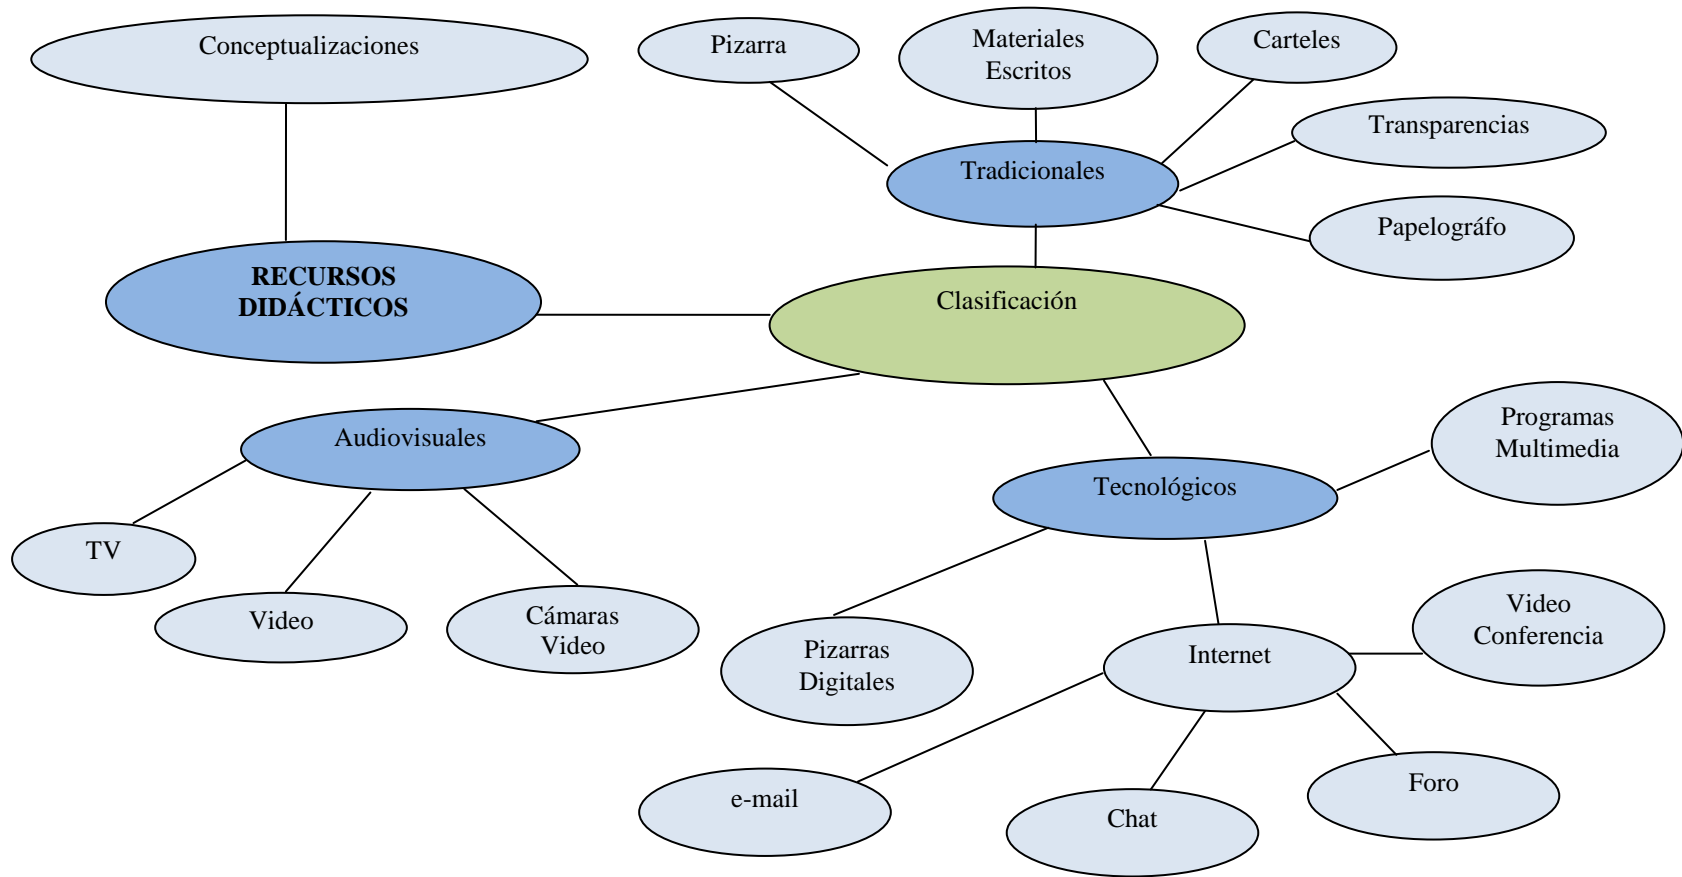 Conceptualizaciones
Pizarra
Materiales
Escritos
Carteles
Transparencias
Tradicionales
Papelográfo
RECURSOS
DIDÁCTICOS
Clasificación
Audiovisuales
Programas
Multimedia
Tecnológicos
TV
Video
Cámaras
Video
Pizarras
Digitales
Internet
Video
Conferencia
e-mail
Chat
Foro